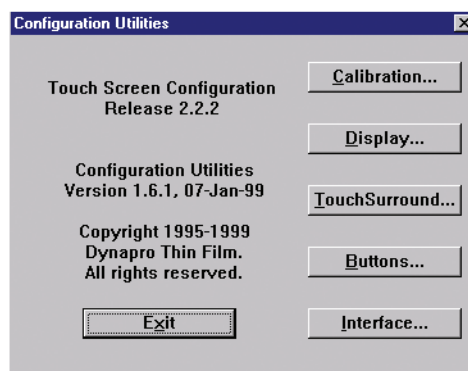 Configuration Utilities
Touch Screen Configuration
Release 2.2.2
Configuration Utilities
Version 1.6.1, 07-Jan-99
Copyright 1995-1999
Dynapro Thin Film.
All rights reserved.
Exit
Calibration...
Display...
TouchSurround...
Buttons...
Interface...